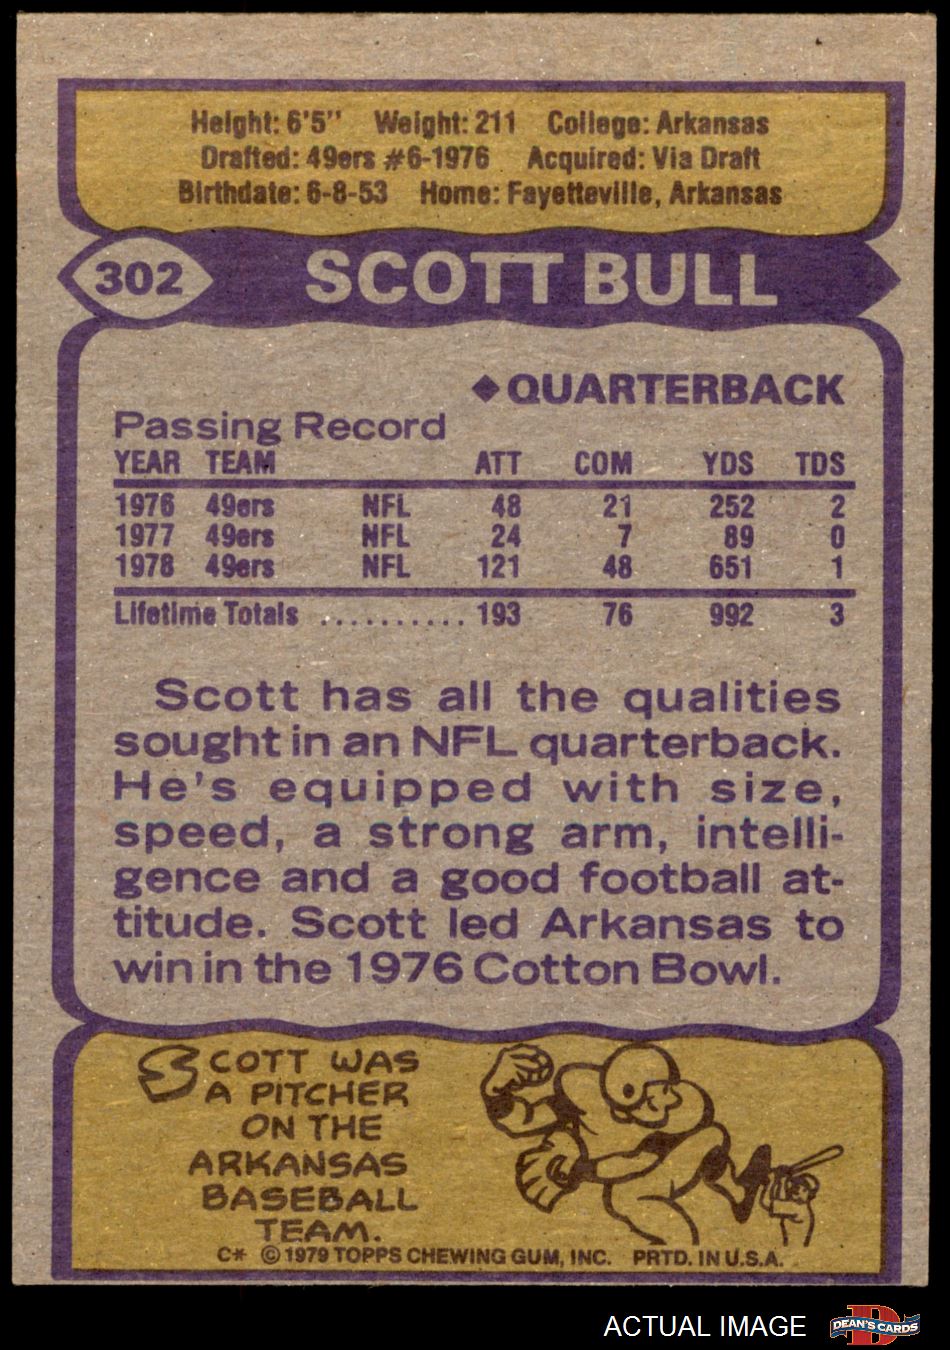 Height: 6'5" Weight: 211 College: Arkansas
Drafted: 49ers #6-1976 Acquired: Via Draft
Birthdate: 6-8-53 Home: Fayetteville, Arkansas
302 SCOTT BULL
◆QUARTERBACK
Passing Record
YEAR TEAM ATT COM YDS TDS
1976 49ers NFL 48 21 252 2
1977 49ers NFL 24 7 89 0
1978 49ers NFL 121 48 651 1
Lifetime Totals .......... 193 76 992 3
Scott has all the qualities
sought in an NFL quarterback.
He's equipped with size,
speed, a strong arm, intelli-
gence and a good football at-
titude. Scott led Arkansas to
win in the 1976 Cotton Bowl.
SCOTT WAS
A PITCHER
ON THE
ARKANSAS
BASEBALL
TEAM.
C* © 1979 TOPPS CHEWING GUM, INC. PRTD. IN U.S.A.
ACTUAL IMAGE D DEAN'S CARDS